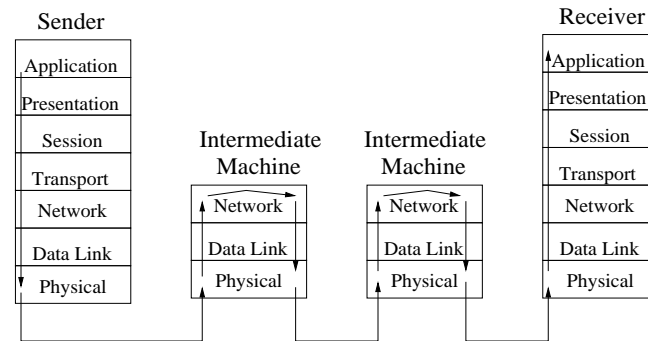 Sender
Application
Presentation
Session
Transport
Network
Data Link
Physical
Intermediate
Machine
Network
Data Link
Physical
Intermediate
Machine
Network
Data Link
Physical
Receiver
Application
Presentation
Session
Transport
Network
Data Link
Physical